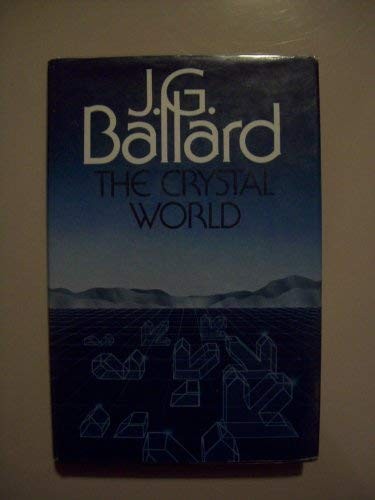 J.G.
Ballard
THE CRYSTAL
WORLD